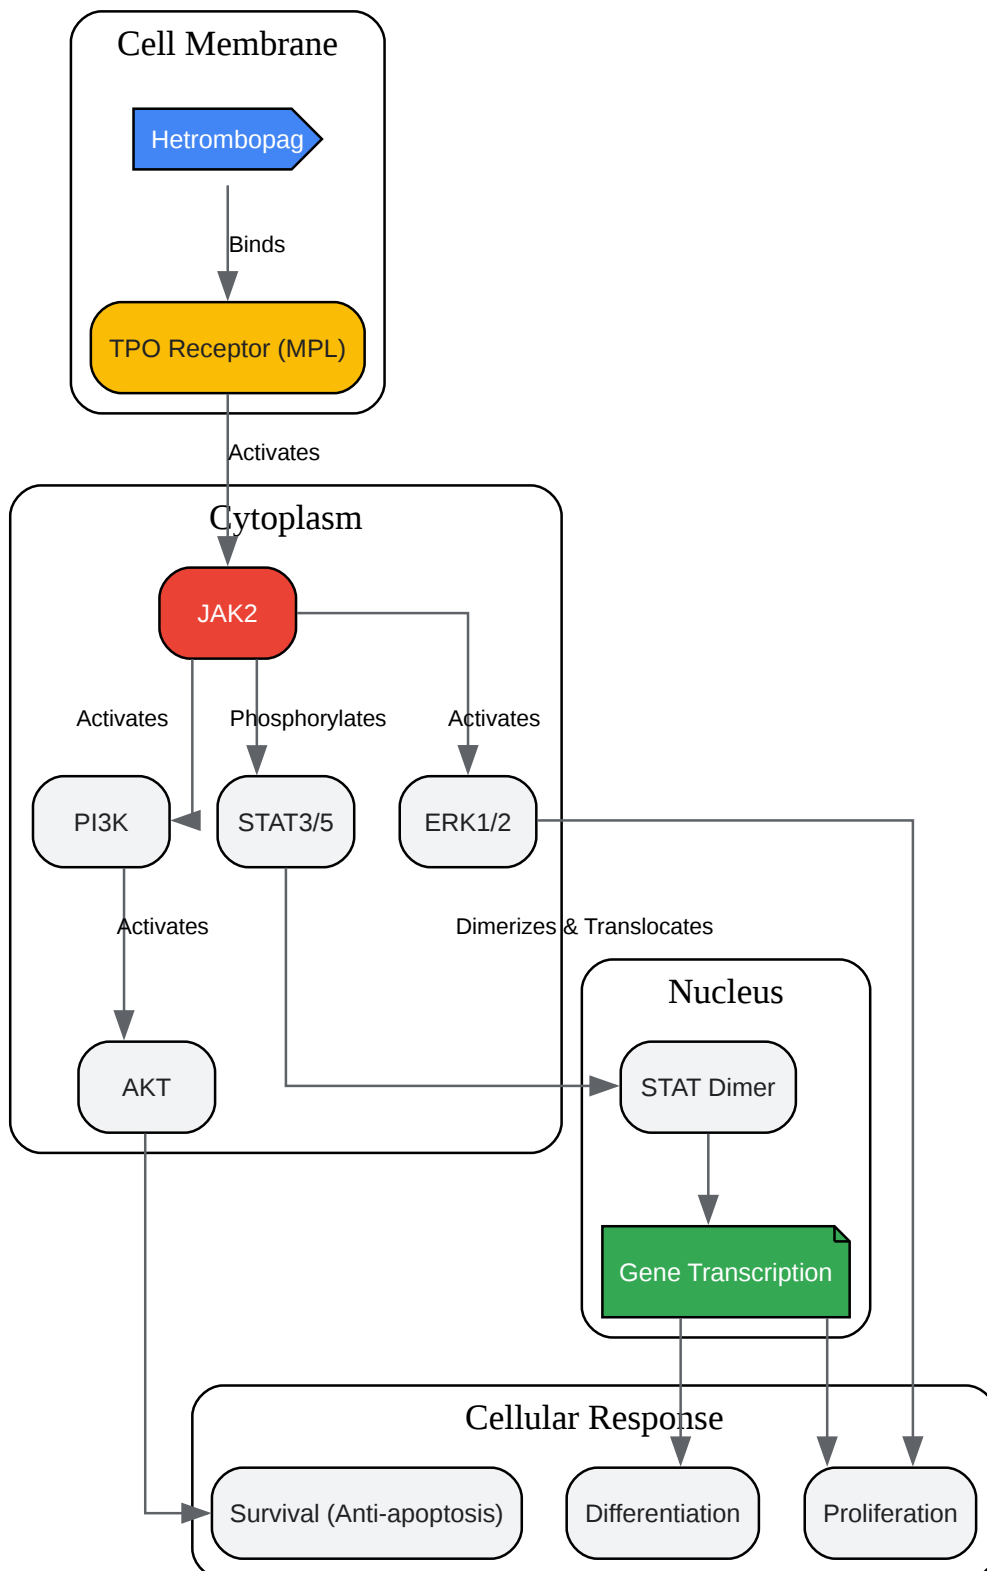 Cell Membrane
Hetrombopag
Binds
TPO Receptor (MPL)
Activates
Cytoplasm
JAK2
Activates
Phosphorylates
Activates
PI3K
STAT3/5
ERK1/2
Activates
Dimerizes & Translocates
Nucleus
AKT
STAT Dimer
Gene Transcription
Cellular Response
Survival (Anti-apoptosis)
Differentiation
Proliferation